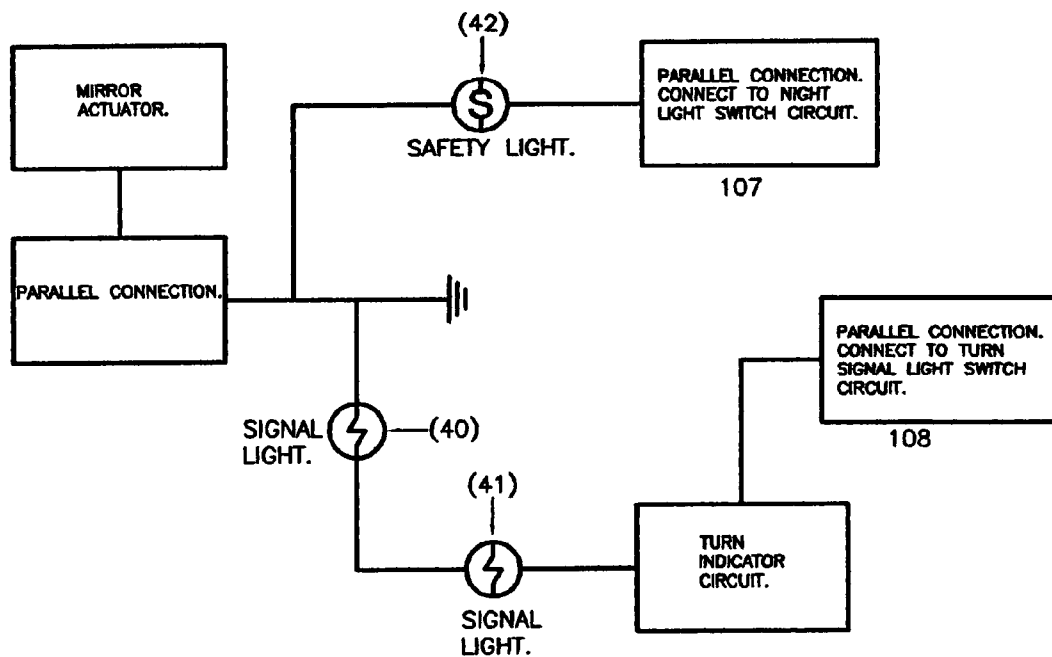 (42)
MIRROR
ACTUATOR.
PARALLEL CONNECTION.
CONNECT TO NIGHT
LIGHT SWITCH CIRCUIT.
SAFETY LIGHT.
107
PARALLEL CONNECTION.
PARALLEL CONNECTION.
CONNECT TO TURN
SIGNAL LIGHT SWITCH
CIRCUIT.
108
SIGNAL
LIGHT.
(40)
(41)
TURN
INDICATOR
CIRCUIT.
SIGNAL
LIGHT.